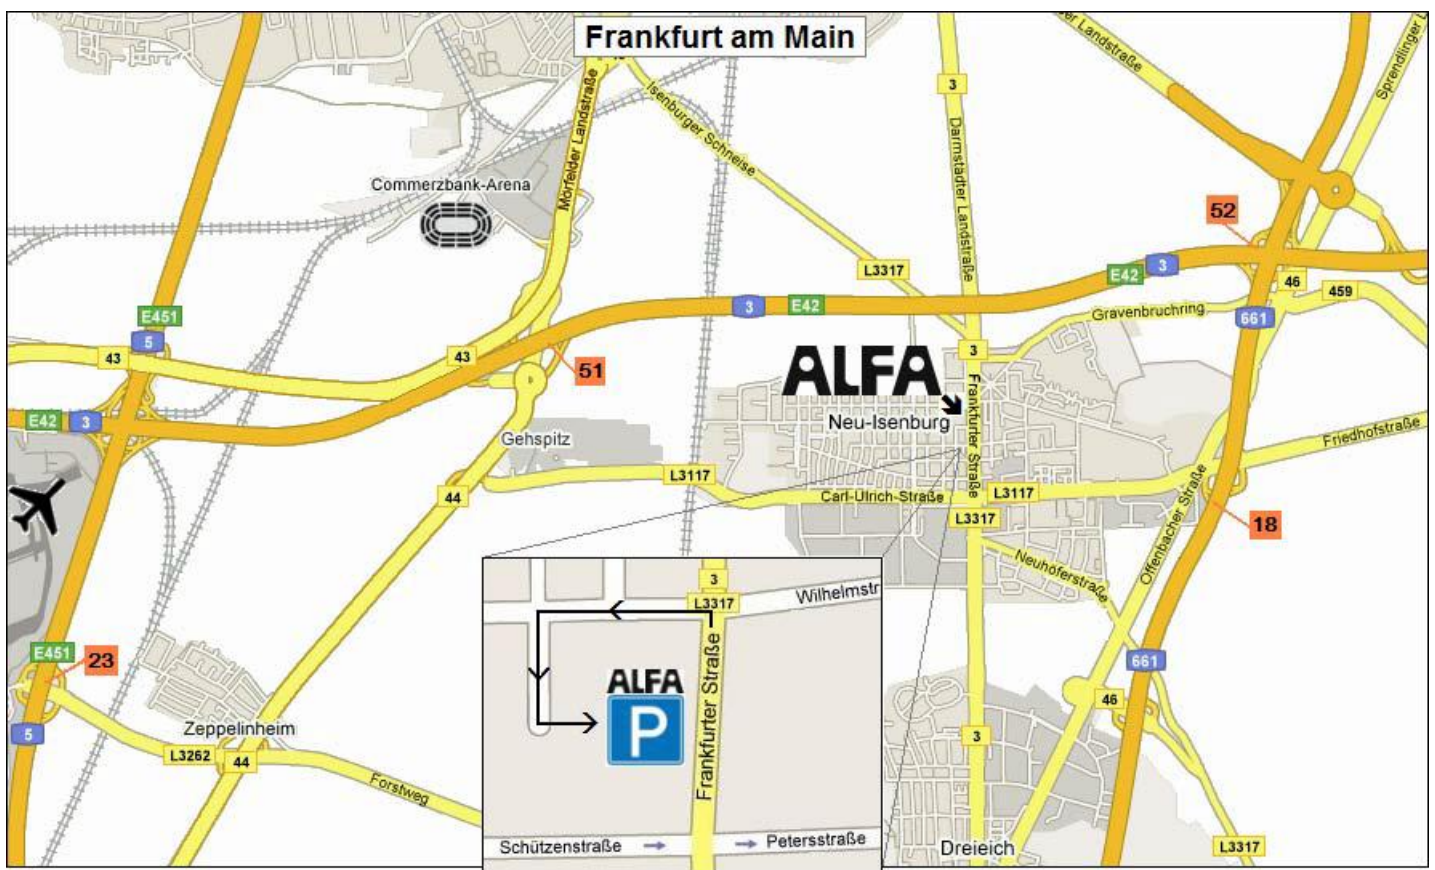 Frankfurt am Main
Isenburger Schneise
Mörfelder Landstraße
3
Darmstädter Landstraße
er Landstraße
Sprendlinger
Commerzbank-Arena
52
L3317
E42
3
46
459
E451
5
3
E42
Gravenbruchring
661
43
43
51
3
ALFA
Frankfurter Straße
Neu-Isenburg
E42
3
Gehspitz
Friedhofstraße
44
L3117
Carl-Ulrich-Straße
L3117
L3317
18
Offenbacher Straße
Neuhöferstraße
3
L3317
Wilhelmstr
E451
23
ALFA
P
Frankfurter Straße
661
46
5
Zeppelinheim
L3262
44
Forstweg
3
Schützenstraße
Petersstraße
Dreieich
L3317